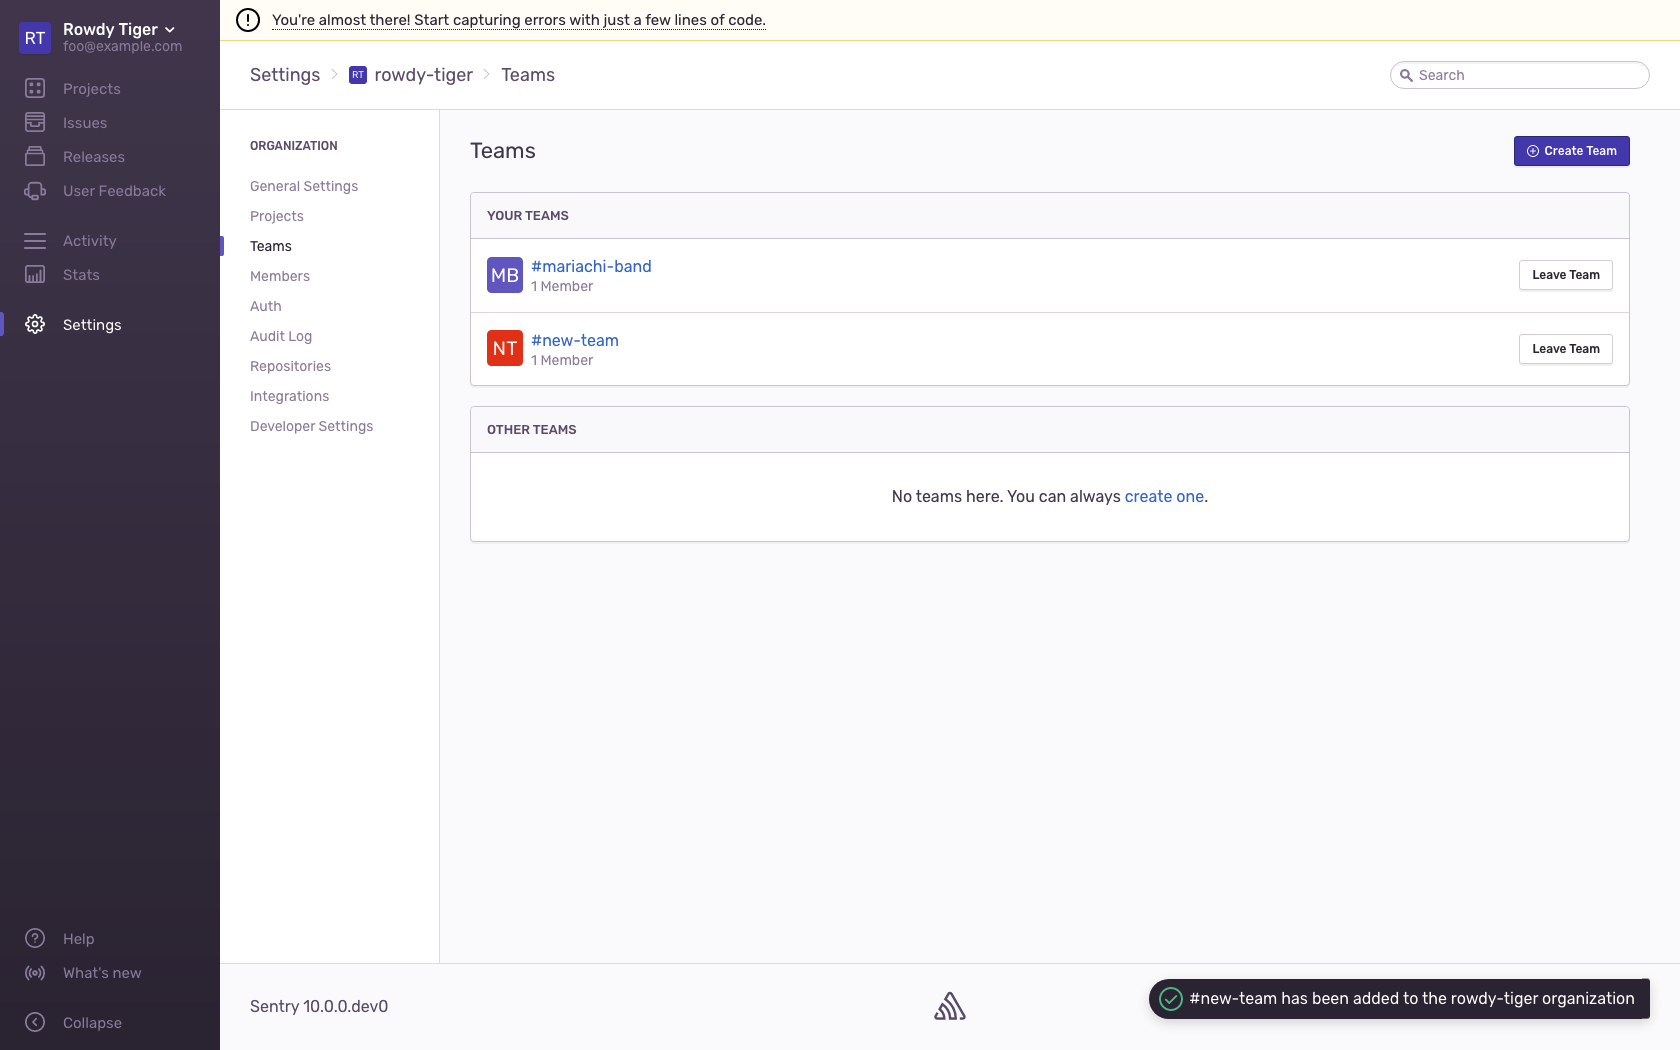 You're almost there! Start capturing errors with just a few lines of code.
RT
Rowdy Tiger
foo@example.com
Projects
Issues
Releases
User Feedback
Activity
Stats
Settings
Help
What's new
Collapse
Settings RT rowdy-tiger Teams
Search
ORGANIZATION
General Settings
Projects
Teams
Members
Auth
Audit Log
Repositories
Integrations
Developer Settings
Teams
Create Team
YOUR TEAMS
MB
#mariachi-band
1 Member
Leave Team
NT
#new-team
1 Member
Leave Team
OTHER TEAMS
No teams here. You can always create one.
Sentry 10.0.0.dev0
#new-team has been added to the rowdy-tiger organization